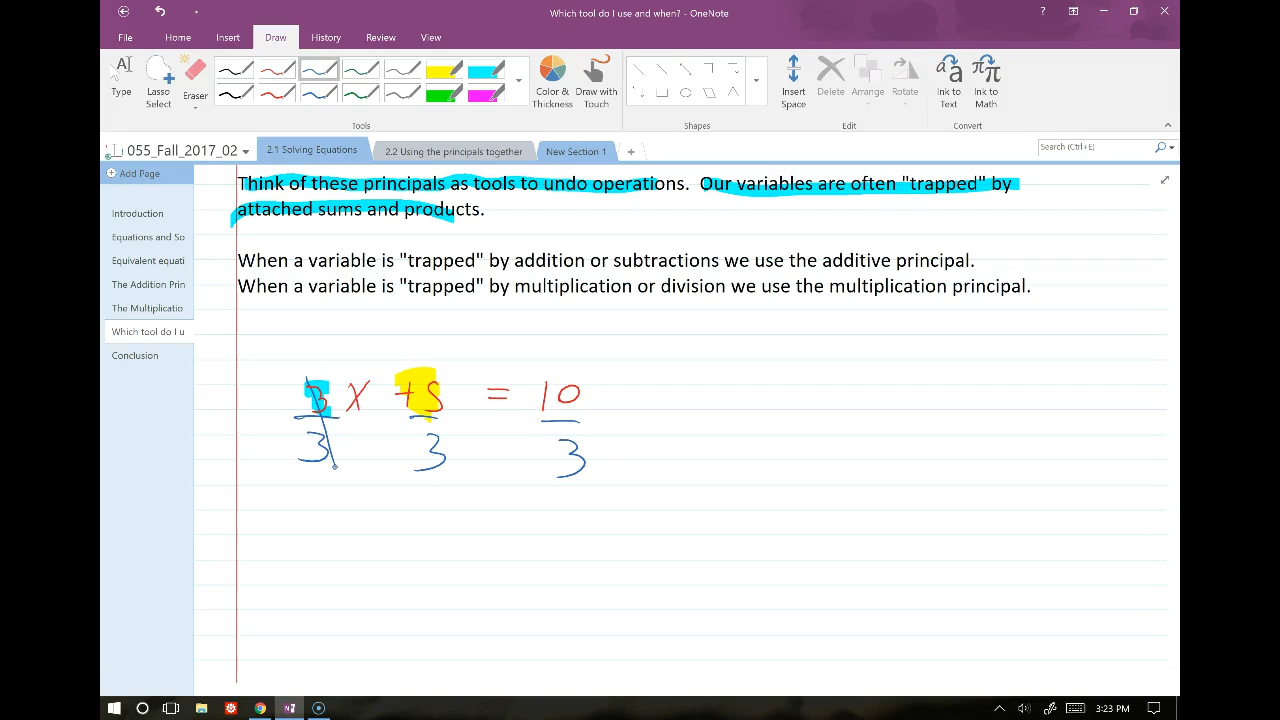 Which tool do I use and when? - OneNote
?
File Home Insert Draw History Review View
Type
Lasso Select
Eraser
Color & Thickness
Draw with Touch
Insert Space
Delete
Arrange
Rotate
Ink to Text
Ink to Math
Tools Shapes Edit Convert
055_Fall_2017_02
2.1 Solving Equations
2.2 Using the principals together
New Section 1
Search (Ctrl+E)
Add Page
Introduction
Equations and So
Equivalent equati
The Addition Prin
The Multiplicatio
Which tool do I u
Conclusion
Think of these principals as tools to undo operations. Our variables are often "trapped" by
attached sums and products.
When a variable is "trapped" by addition or subtractions we use the additive principal.
When a variable is "trapped" by multiplication or division we use the multiplication principal.
3 x +5 = 10
3 3 3
3:23 PM